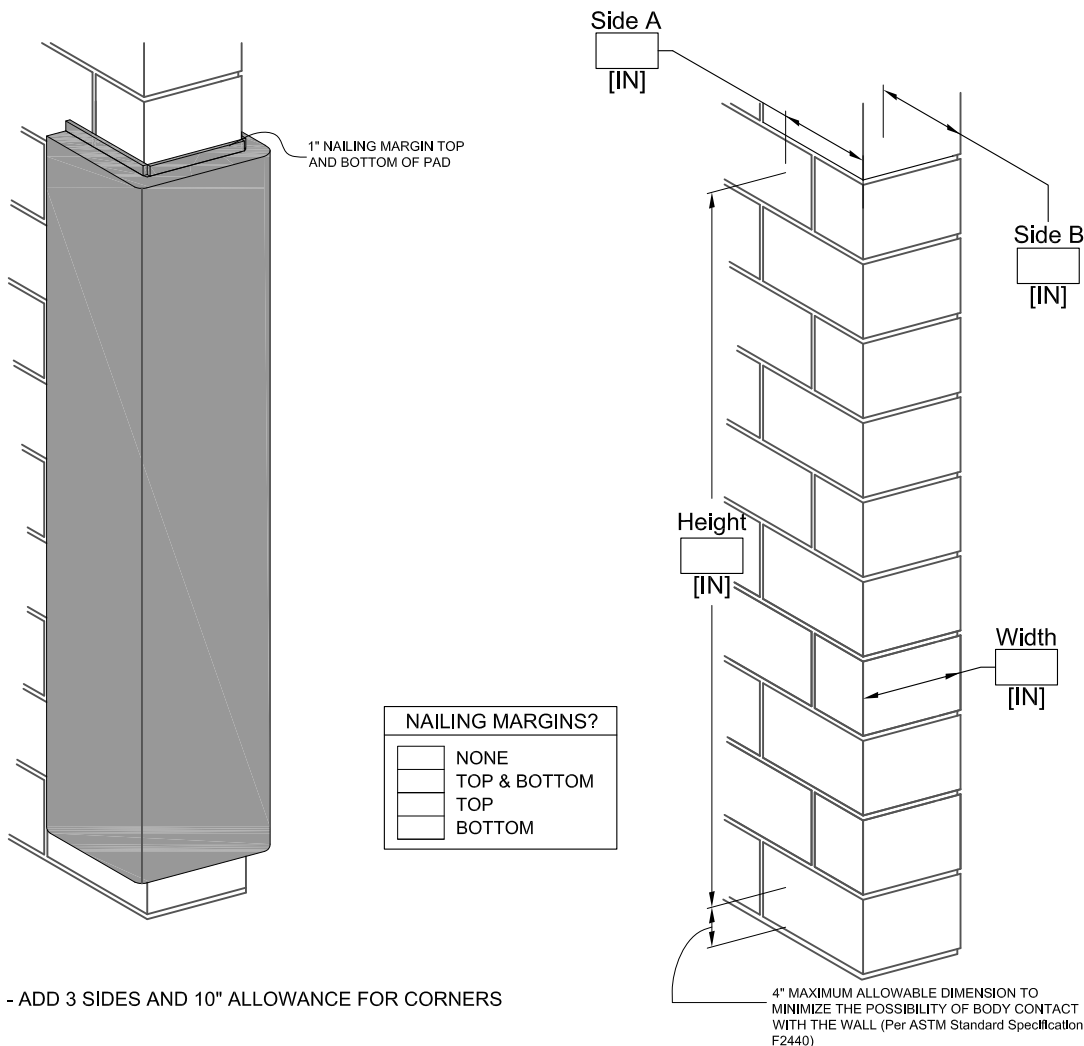 Side A
[IN]
1" NAILING MARGIN TOP
AND BOTTOM OF PAD
Side B
[IN]
Height
[IN]
Width
[IN]
NAILING MARGINS?
NONE
TOP & BOTTOM
TOP
BOTTOM
- ADD 3 SIDES AND 10" ALLOWANCE FOR CORNERS
4" MAXIMUM ALLOWABLE DIMENSION TO
MINIMIZE THE POSSIBILITY OF BODY CONTACT
WITH THE WALL (Per ASTM Standard Specification
F2440)